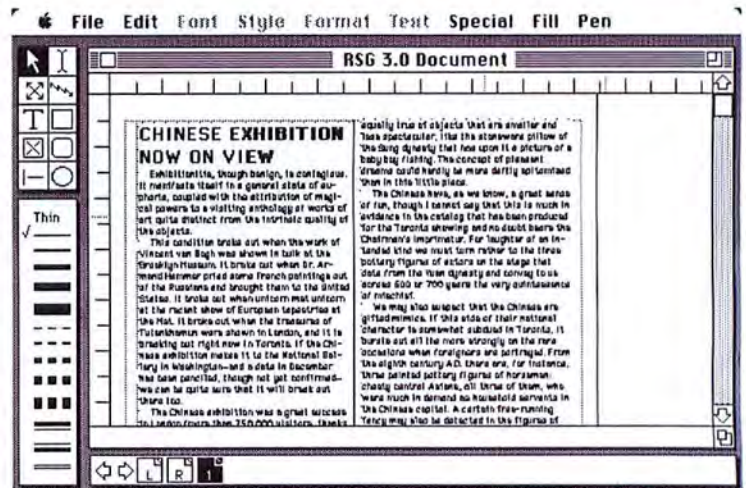 File Edit Font Style Format Text Special Fill Pen
RSG 3.0 Document
Thin
CHINESE EXHIBITION
NOW ON VIEW
Exhibitionitis, though benign, is contagious.
It manifests itself in a general state of eu-
phoria, coupled with the attribution of magi-
cal powers to a visiting anthology of works of
art quite distinct from the intrinsic quality of
the objects.
This condition broke out when the work of
Vincent van Gogh was shown in bulk at the
Brooklyn Museum. It broke out when Dr. Ar-
mand Hammer pried some French paintings out
of the Russians and brought them to the United
States. It broke out when unicorn met unicorn
at the recent show of European tapestries at
the Met. It broke out when the treasures of
Tutankhamun were shown in London, and it is
breaking out right now in Toronto. If the Chi-
nese exhibition makes it to the National Gal-
lery in Washington—and a date in December
has been penciled, though not yet confirmed—
we can be quite sure that it will break out
there too.
The Chinese exhibition was a great success
in London (more than 750,000 visitors, thanks
equally true of objects that are smaller and
less spectacular, like the stoneware pillow of
the Sung dynasty that has upon it a picture of a
baby boy fishing. The concept of pleasant
dreams could hardly be more deftly epitomised
than in this little piece.
The Chinese have, as we know, a great sense
of fun, though I cannot say that this is much in
evidence in the catalog that has been produced
for the Toronto showing and no doubt bears the
Chairman's imprimatur. For laughter of an in-
tended kind we must turn rather to the three
pottery figures of actors on the stage that
date from the Yuan dynasty and convey to us
across 600 or 700 years the very quintessence
of mischief.
We may also suspect that the Chinese are
gifted mimics. If this side of their national
character is somewhat subdued in Toronto, it
bursts out all the more strongly on the rare
occasions when foreigners are portrayed. From
the eighth century A.D. there are, for instance,
three painted pottery figures of horsemen:
chesty central Asians, all three of them, who
were much in demand as household servants in
the Chinese capital. A certain free-running
fancy may also be detected in the figures of
L R 1